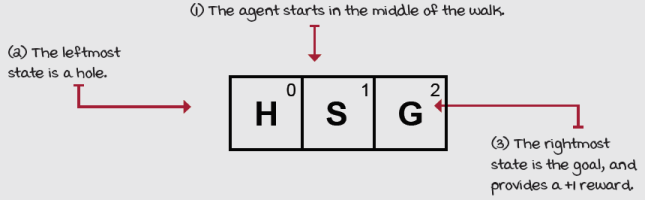 (1) The agent starts in the middle of the walk.
(2) The leftmost
state is a hole.
H 0 S 1 G 2
(3) The rightmost
state is the goal, and
provides a +1 reward.